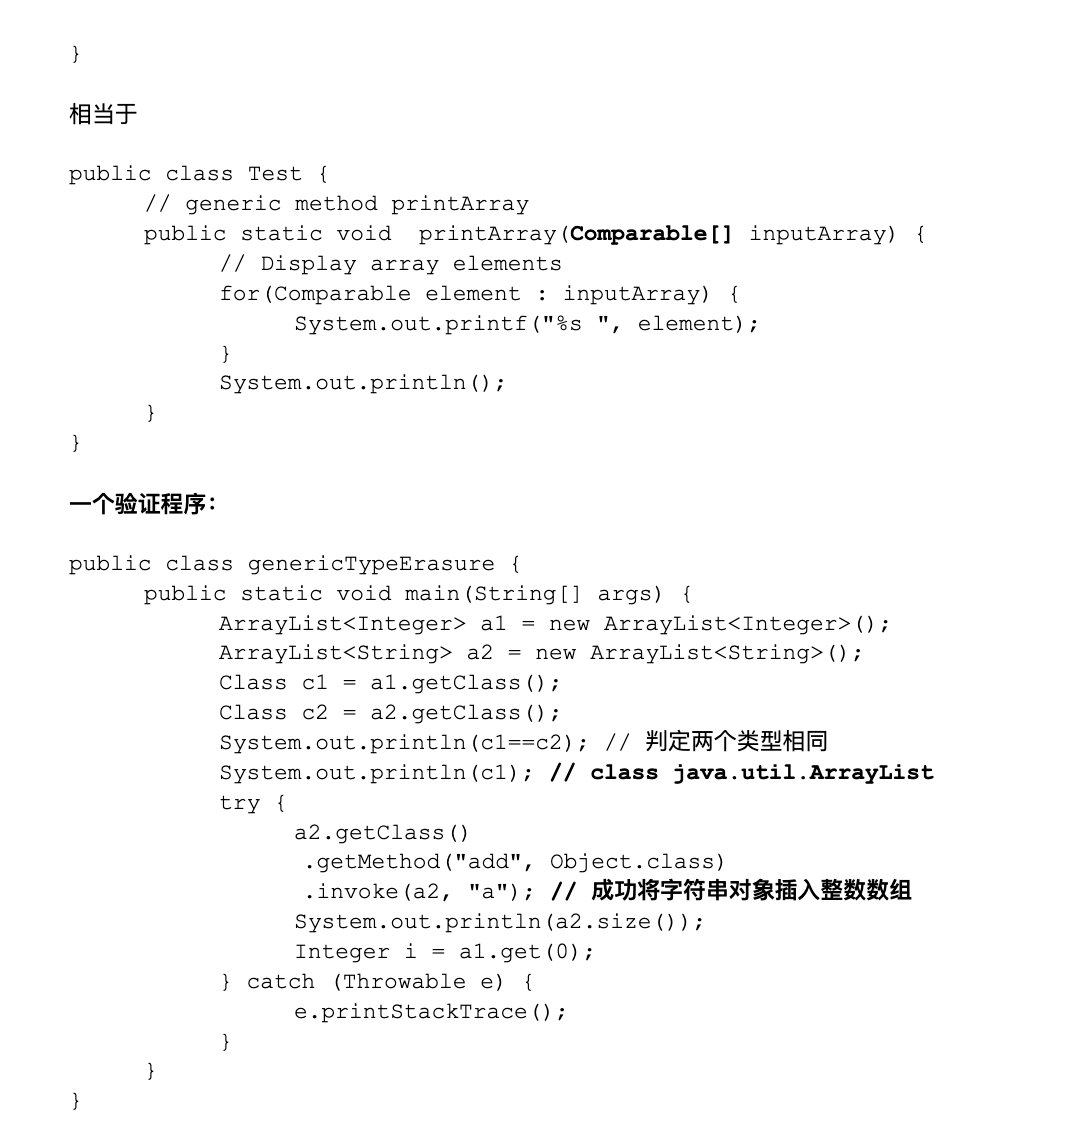 }
相当于
public class Test {
// generic method printArray
public static void  printArray(Comparable[] inputArray) {
// Display array elements
for(Comparable element : inputArray) {
System.out.printf("%s ", element);
}
System.out.println();
}
}
一个验证程序：
public class genericTypeErasure {
public static void main(String[] args) {
ArrayList<Integer> a1 = new ArrayList<Integer>();
ArrayList<String> a2 = new ArrayList<String>();
Class c1 = a1.getClass();
Class c2 = a2.getClass();
System.out.println(c1==c2); // 判定两个类型相同
System.out.println(c1); // class java.util.ArrayList
try {
a2.getClass()
.getMethod("add", Object.class)
.invoke(a2, "a"); // 成功将字符串对象插入整数数组
System.out.println(a2.size());
Integer i = a1.get(0);
} catch (Throwable e) {
e.printStackTrace();
}
}
}